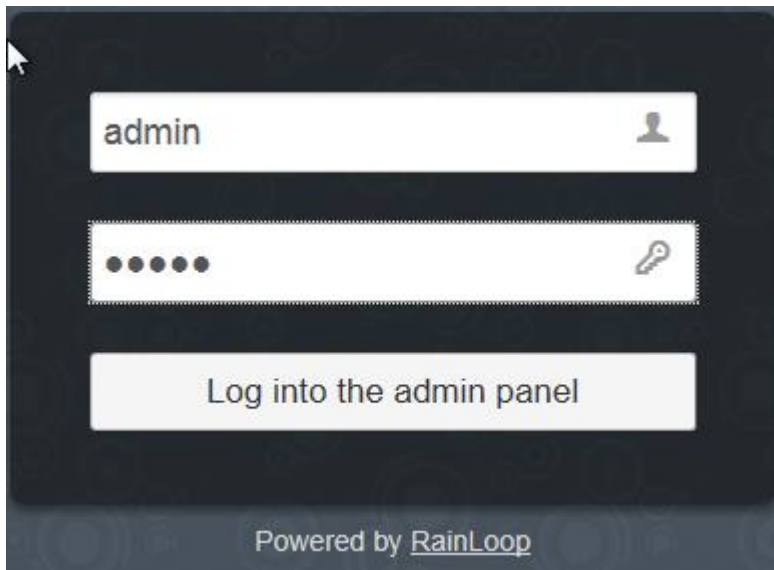 admin
•••••
Log into the admin panel
Powered by RainLoop